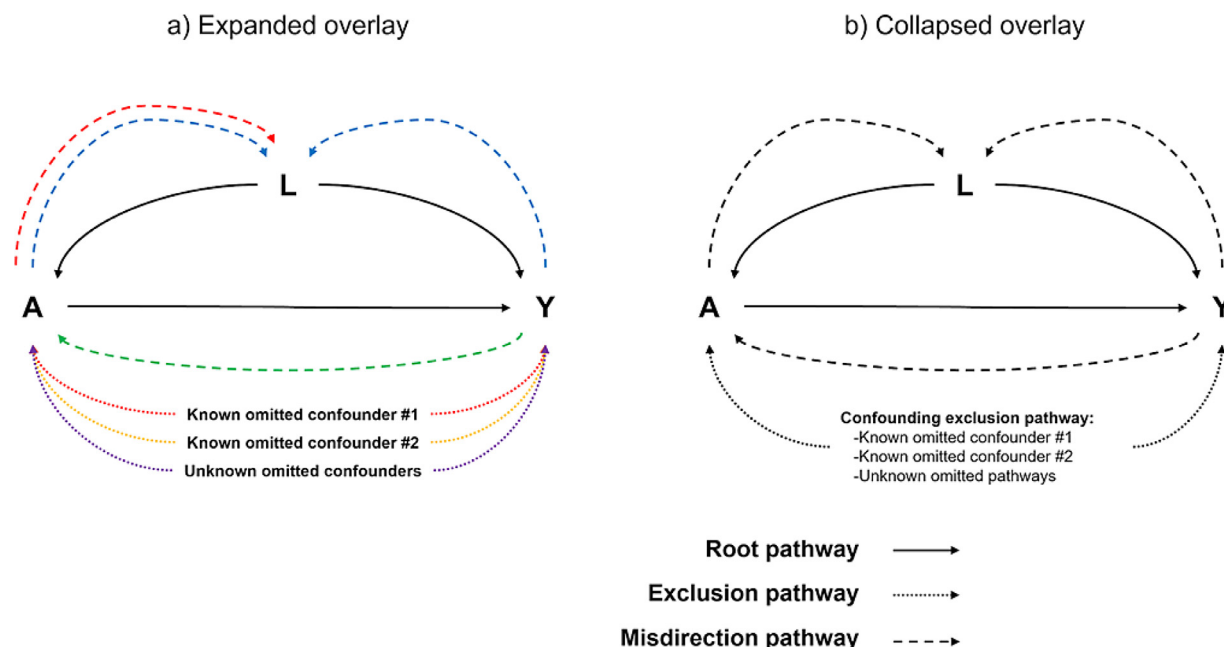 a) Expanded overlay
L
A
Y
Known omitted confounder #1
Known omitted confounder #2
Unknown omitted confounders
b) Collapsed overlay
L
A
Y
Confounding exclusion pathway:
-Known omitted confounder #1
-Known omitted confounder #2
-Unknown omitted pathways
Root pathway
Exclusion pathway
Misdirection pathway